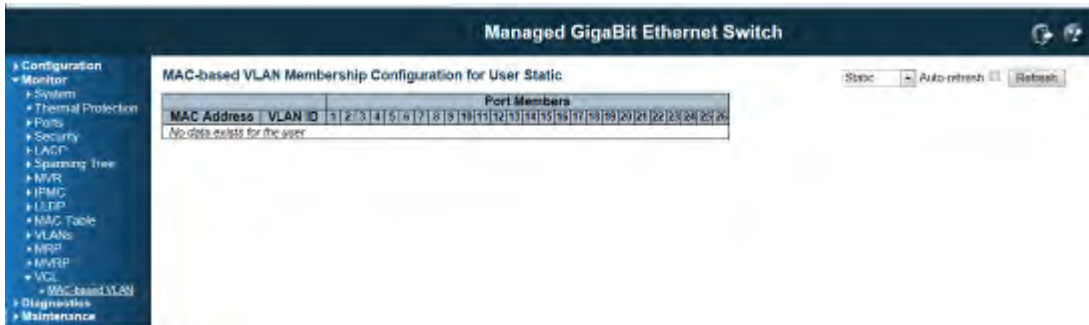 Managed GigaBit Ethernet Switch
Configuration
Monitor
System
Thermal Protection
Ports
Security
LACP
Spanning Tree
MVR
IPMC
LLDP
MAC Table
VLANs
MRP
MVRP
VCL
MAC-based VLAN
Diagnostics
Maintenance
MAC-based VLAN Membership Configuration for User Static
Static Auto-refresh Refresh
Port Members
MAC Address VLAN ID 1 2 3 4 5 6 7 8 9 10 11 12 13 14 15 16 17 18 19 20 21 22 23 24 25 26
No data exists for the user